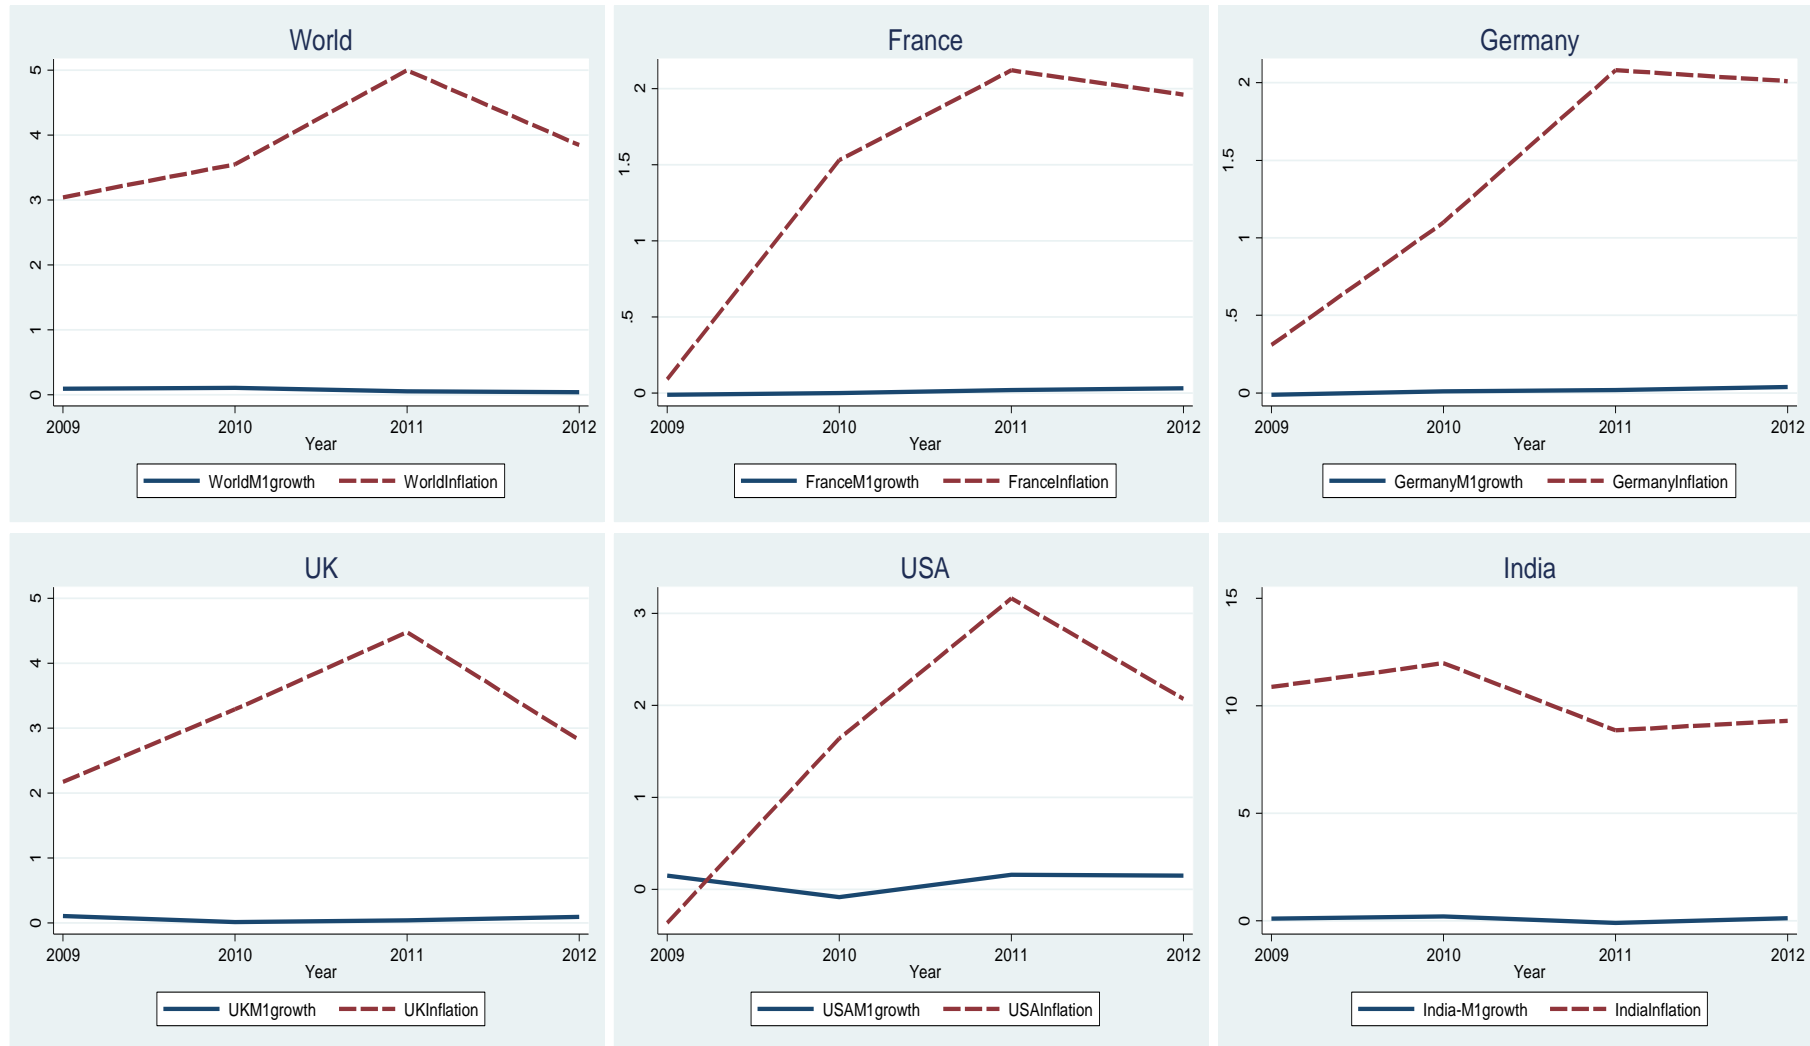 World
5
4
3
2
1
0
2009 2010 2011 2012
Year
WorldM1growth WorldInflation
France
2
1.5
1
.5
0
2009 2010 2011 2012
Year
FranceM1growth FranceInflation
Germany
2
1.5
1
.5
0
2009 2010 2011 2012
Year
GermanyM1growth GermanyInflation
UK
5
4
3
2
1
0
2009 2010 2011 2012
Year
UKM1growth UKInflation
USA
3
2
1
0
2009 2010 2011 2012
Year
USAM1growth USAInflation
India
15
10
5
0
2009 2010 2011 2012
Year
India-M1growth IndiaInflation